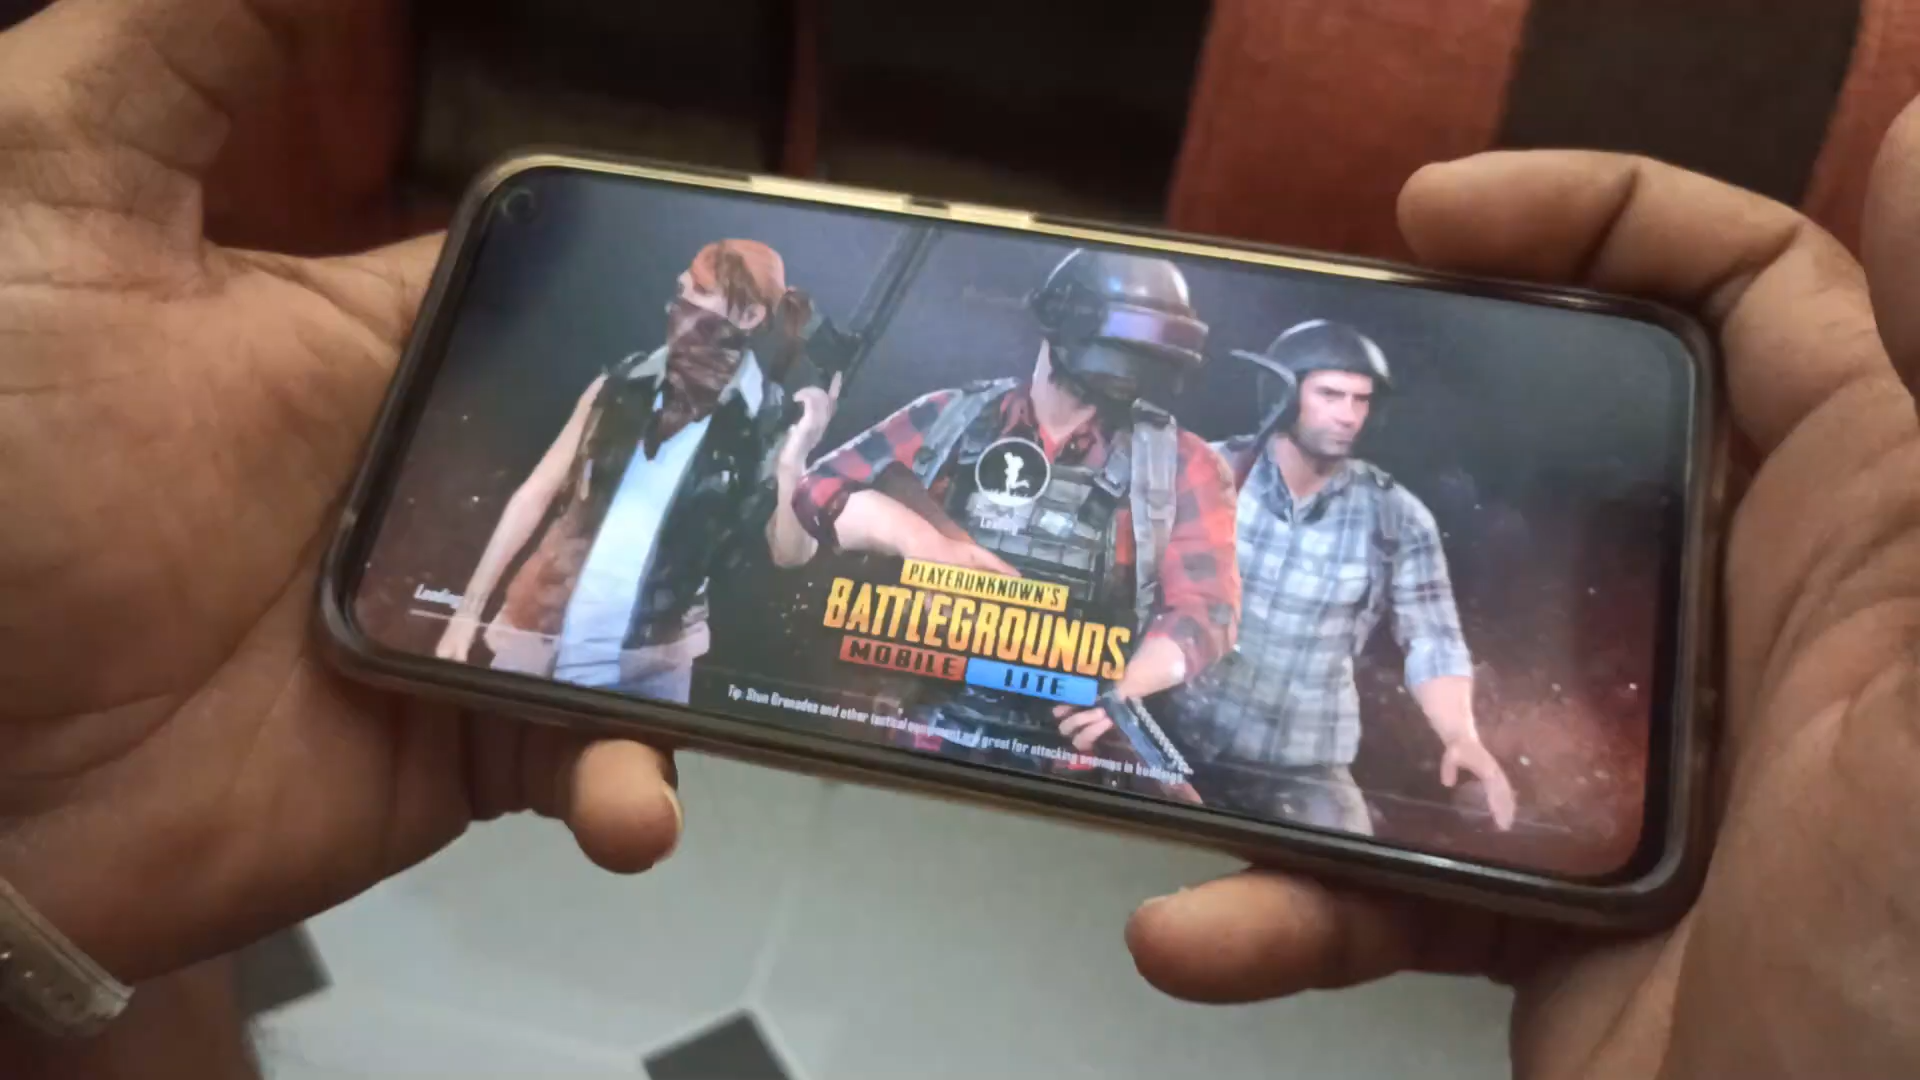 Loading
Loading
PLAYERUNKNOWN'S
BATTLEGROUNDS
MOBILE LITE
Tip: Stun Grenades and other tactical equipment are great for attacking enemies in buildings.